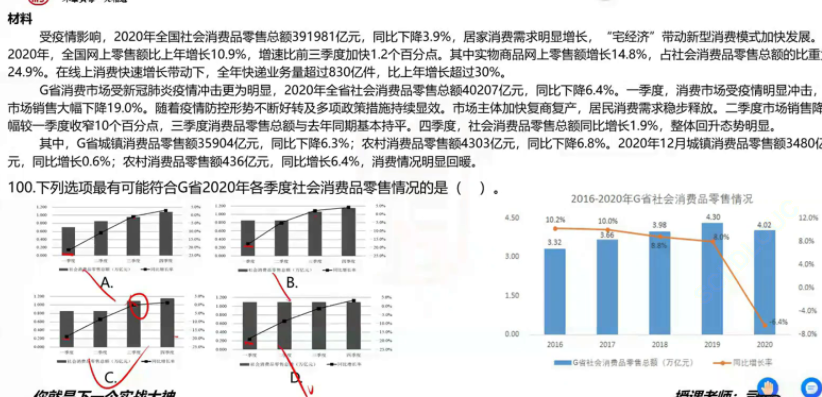 材料
受疫情影响，2020年全国社会消费品零售总额391981亿元，同比下降3.9%，居家消费需求明显增长，“宅经济”带动新型消费模式加快发展。
2020年，全国网上零售额比上年增长10.9%，增速比前三季度加快1.2个百分点。其中实物商品网上零售额增长14.8%，占社会消费品零售总额的比重
24.9%。在线上消费快速增长带动下，全年快递业务量超过830亿件，比上年增长超过30%。
G省消费市场受新冠肺炎疫情冲击更为明显，2020年全省社会消费品零售总额40207亿元，同比下降6.4%。一季度，消费市场受疫情明显冲击，
市场销售大幅下降19.0%。随着疫情防控形势不断好转及多项政策措施持续显效。市场主体加快复商复产，居民消费需求稳步释放。二季度市场销售降
幅较一季度收窄10个百分点，三季度消费品零售总额与去年同期基本持平。四季度，社会消费品零售总额同比增长1.9%，整体回升态势明显。
其中，G省城镇消费品零售额35904亿元，同比下降6.3%；农村消费品零售额4303亿元，同比下降6.8%。2020年12月城镇消费品零售额3480亿
元，同比增长0.6%；农村消费品零售额436亿元，同比增长6.4%，消费情况明显回暖。
100.下列选项最有可能符合G省2020年各季度社会消费品零售情况的是（ ）。
A.
B.
C.
D.
2016-2020年G省社会消费品零售情况
4.50
3.00
1.50
0.00
12.0%
8.0%
4.0%
0.0%
-4.0%
-8.0%
10.2%
10.0%
8.8%
8.0%
-6.4%
3.32
3.66
3.98
4.30
4.02
2016
2017
2018
2019
2020
G省社会消费品零售总额（万亿元）
同比增长率
你就是下一个实战大神
授课老师：